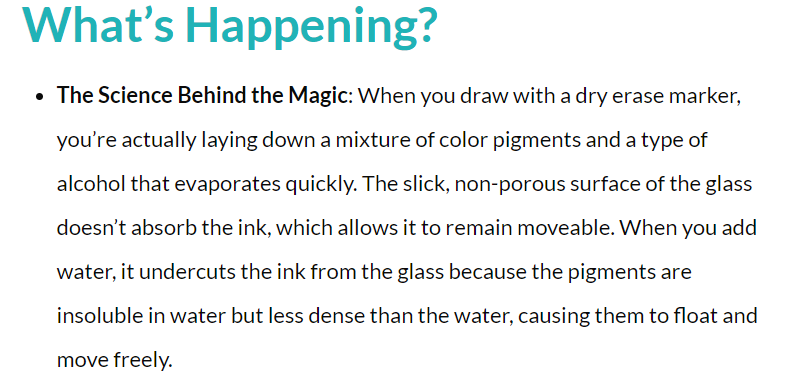 What’s Happening?
• The Science Behind the Magic: When you draw with a dry erase marker,
you’re actually laying down a mixture of color pigments and a type of
alcohol that evaporates quickly. The slick, non-porous surface of the glass
doesn’t absorb the ink, which allows it to remain moveable. When you add
water, it undercuts the ink from the glass because the pigments are
insoluble in water but less dense than the water, causing them to float and
move freely.